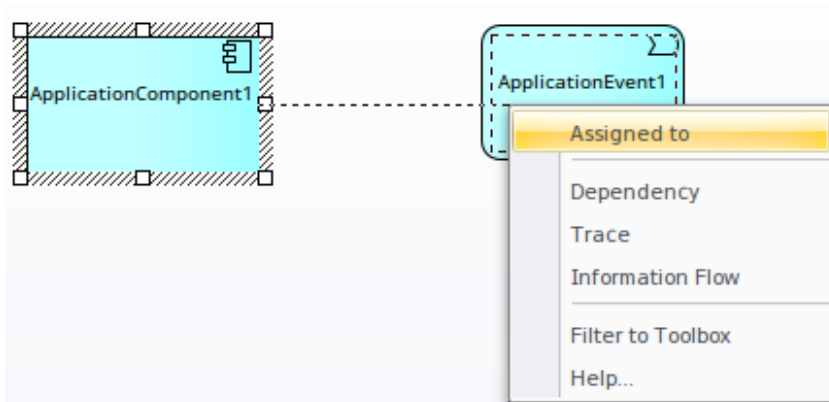 ApplicationComponent1
ApplicationEvent1
Assigned to
Dependency
Trace
Information Flow
Filter to Toolbox
Help...